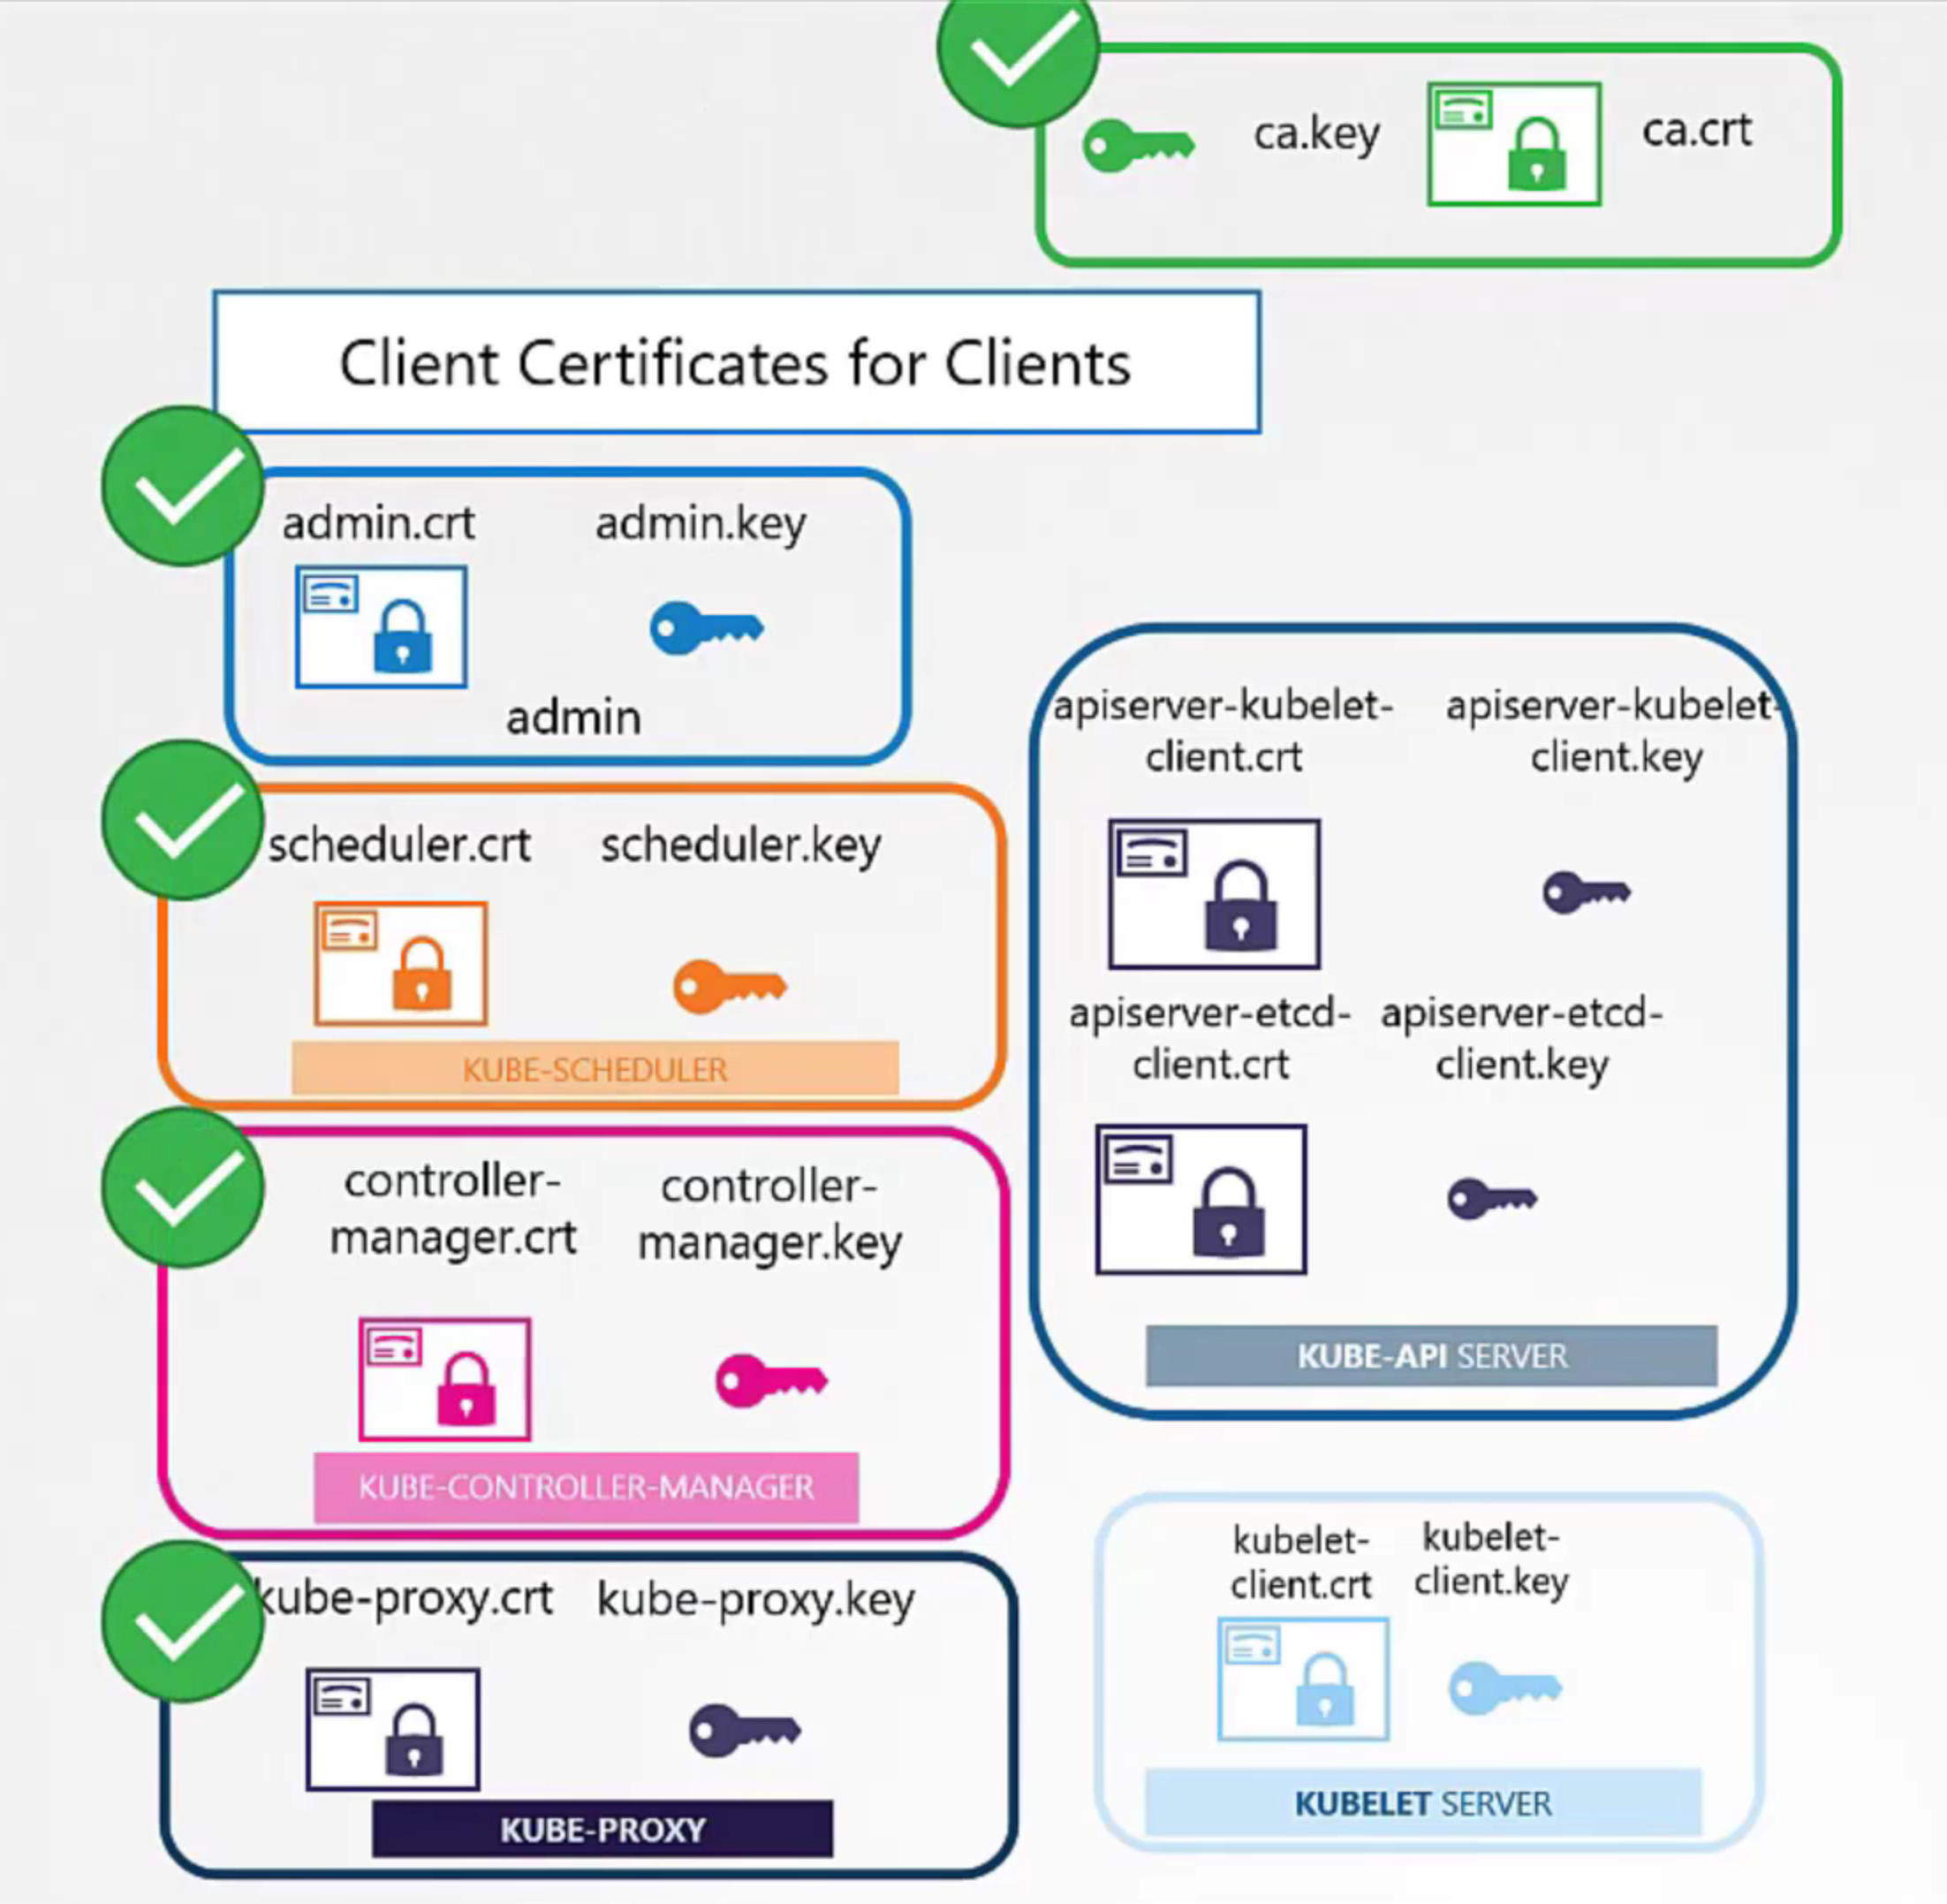 ca.key
ca.crt
Client Certificates for Clients
admin.crt
admin.key
admin
scheduler.crt
scheduler.key
KUBE-SCHEDULER
controller-
manager.crt
controller-
manager.key
KUBE-CONTROLLER-MANAGER
kube-proxy.crt
kube-proxy.key
KUBE-PROXY
apiserver-kubelet-
client.crt
apiserver-kubelet-
client.key
apiserver-etcd-
client.crt
apiserver-etcd-
client.key
KUBE-API SERVER
kubelet-
client.crt
kubelet-
client.key
KUBELET SERVER